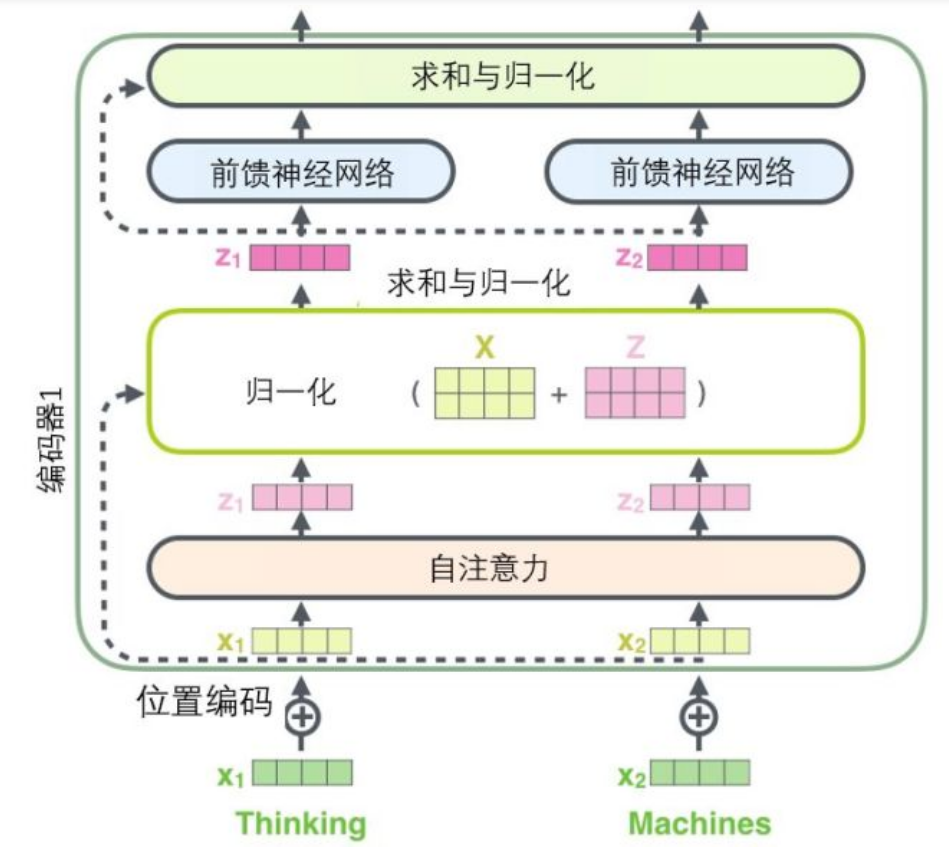 求和与归一化
前馈神经网络 前馈神经网络
z1 z2
求和与归一化
X Z
归一化 ( + )
编码器1
z1 z2
自注意力
x1 x2
位置编码
x1 x2
Thinking Machines